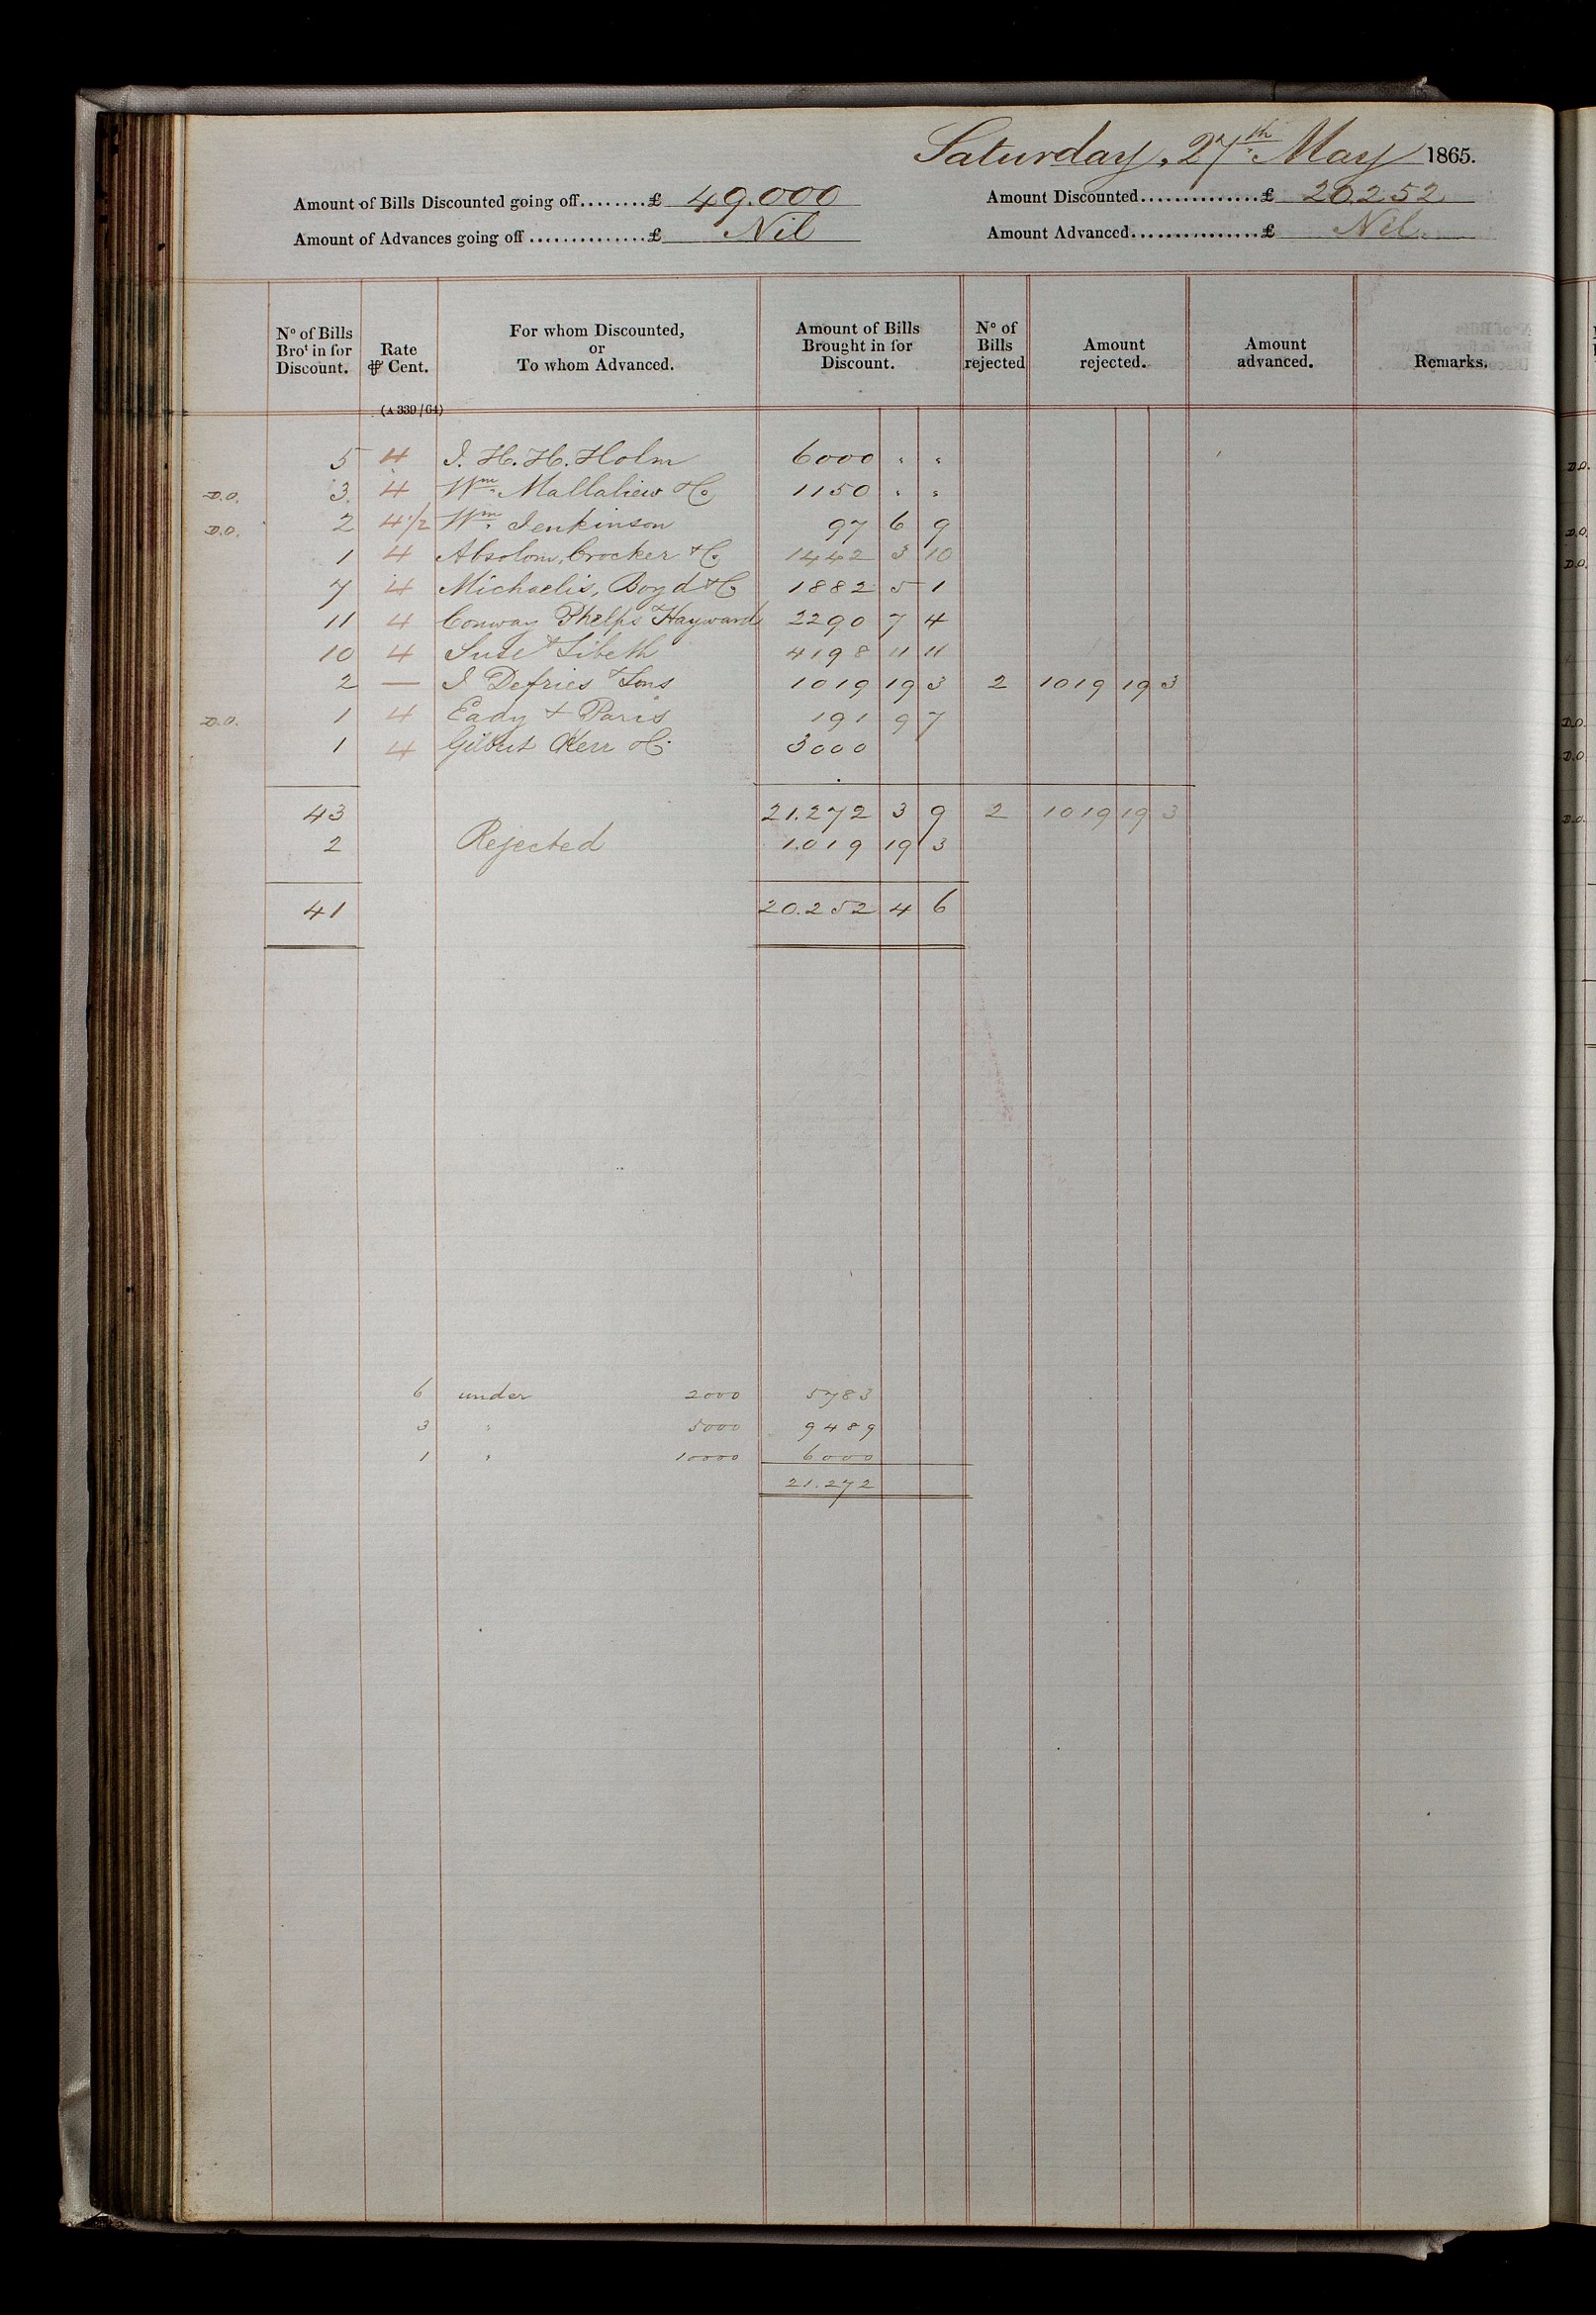 Saturday, 27th May 1865.
Amount of Bills Discounted going off........£ 49.000 Amount Discounted..............£ 20252
Amount of Advances going off..............£ Nil Amount Advanced................£ Nil.
No of Bills Brot in for Discount. Rate ⅌ Cent. For whom Discounted, or To whom Advanced. Amount of Bills Brought in for Discount. No of Bills rejected Amount rejected. Amount advanced. Remarks.
(A 339/64)
5 4 J. H. H. Holm 6000 " "
D.O. 3 4 Wm. Mallaliew & Co 1150 " "
D.O. 2 4 1/2 Wm. Jenkinson 97 6 9
1 4 Absolom, Crocker & Co 1442 3 10
7 4 Michaelis, Boyd & Co 1882 5 1
11 4 Conway Phelps & Hayward 2290 7 4
10 4 Suse & Sibeth 4198 11 11
2 — J Defries & Sons 1019 19 3 2 1019 19 3
D.O. 1 4 Eady & Paris 191 9 7
1 4 Gilbert Kerr & Co 3000
43 21.272 3 9 2 1019 19 3
2 Rejected 1.019 19 3
41 20.252 4 6
6 under 2000 5783
3 " 5000 9489
1 " 10000 6000
21.272